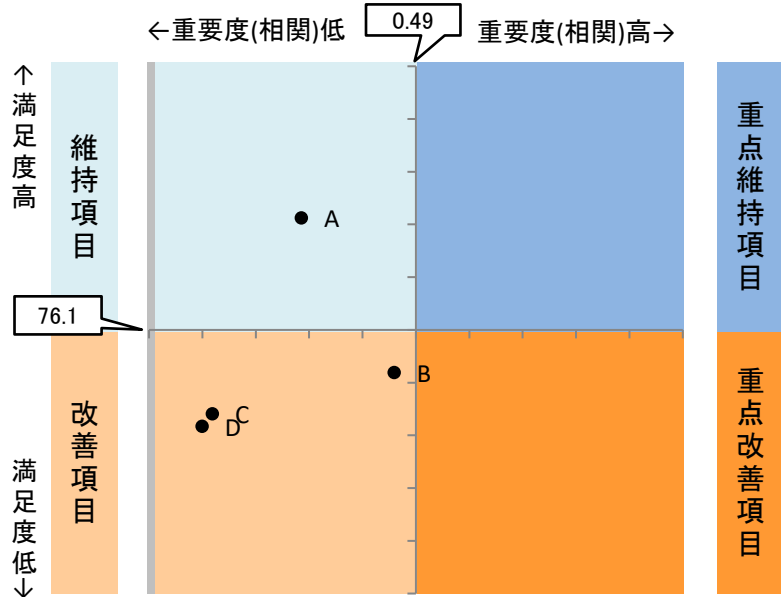 ←重要度(相関)低
0.49
重要度(相関)高→
↑満足度高
維持項目
重点維持項目
A
76.1
B
C
D
改善項目
重点改善項目
満足度低↓